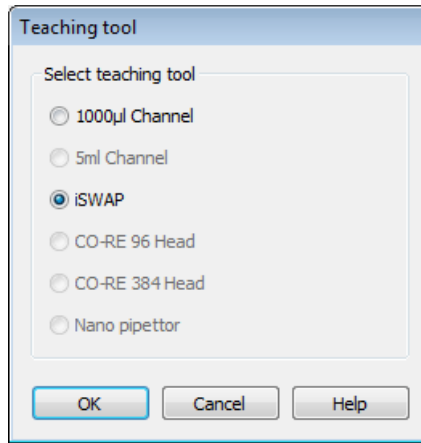 Teaching tool
Select teaching tool
1000µl Channel
5ml Channel
iSWAP
CO-RE 96 Head
CO-RE 384 Head
Nano pipettor
OK Cancel Help